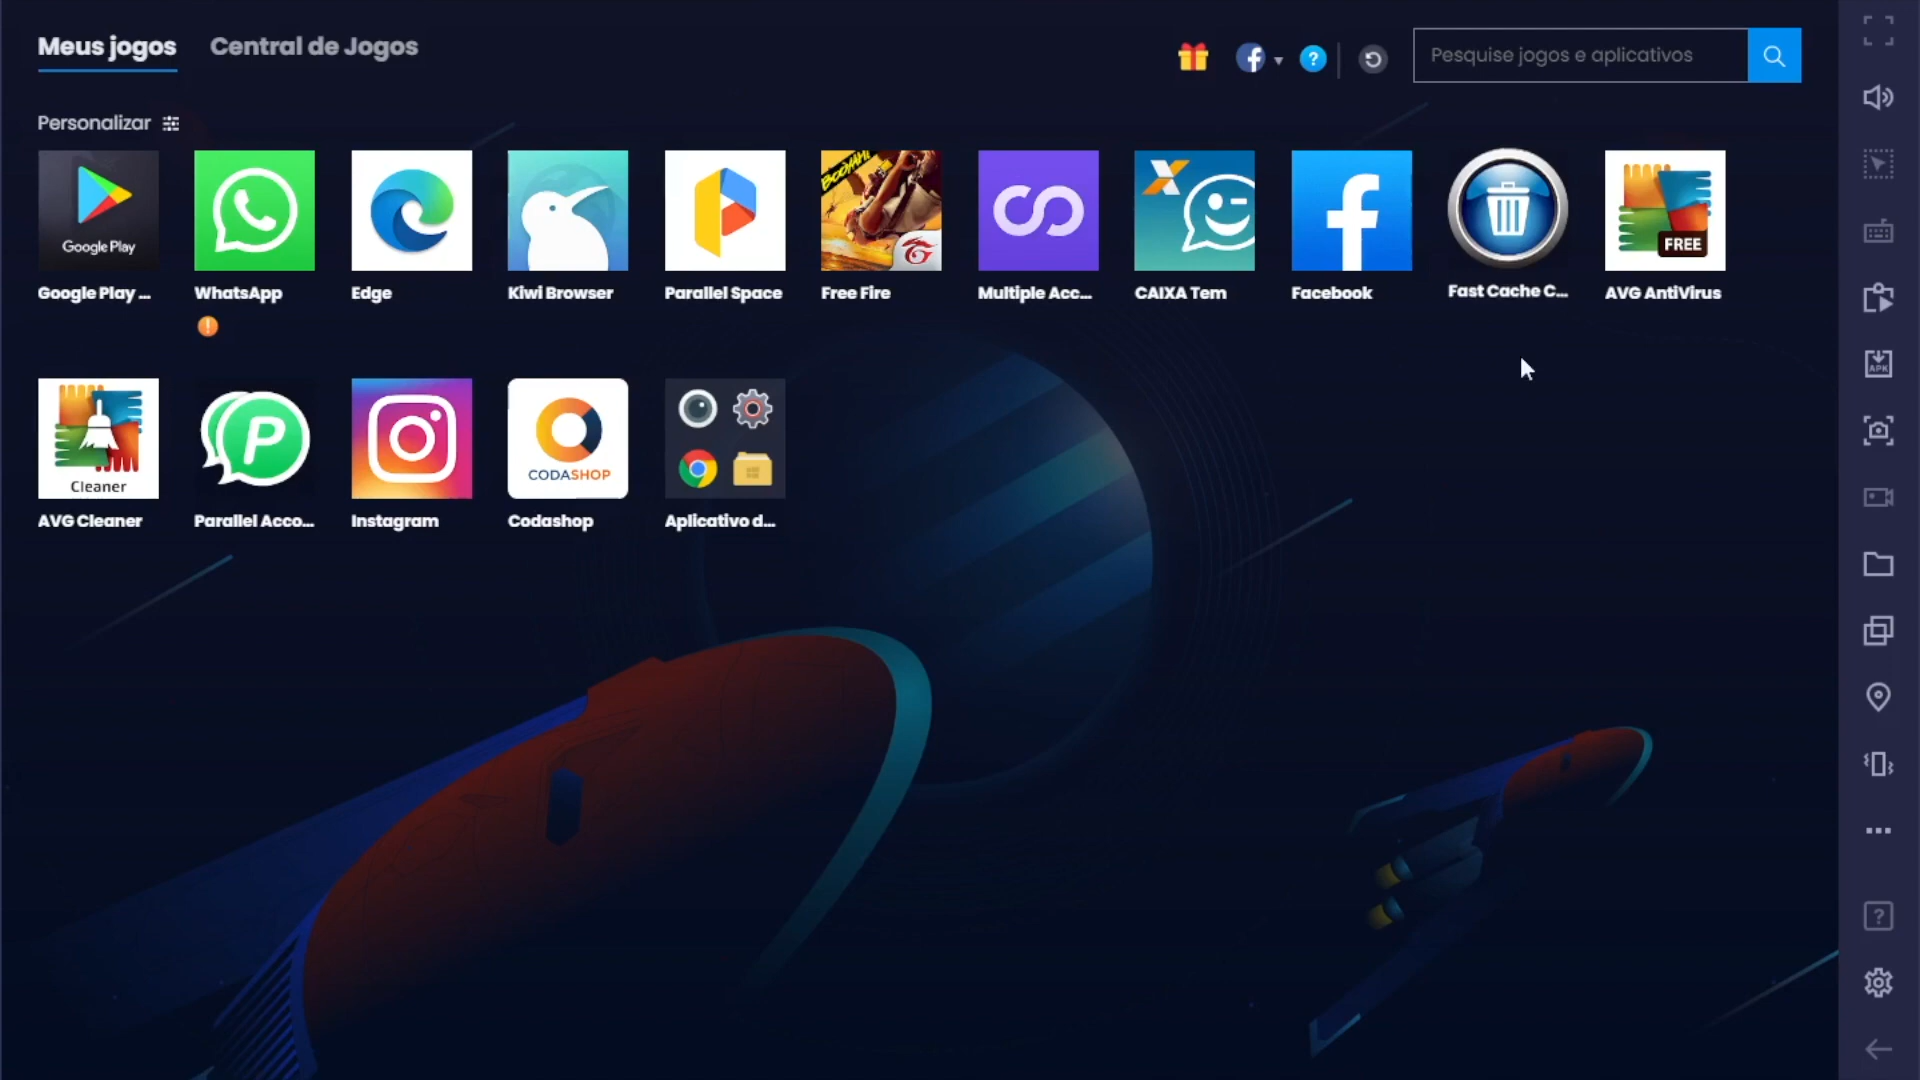 Meus jogos
Central de Jogos
Pesquise jogos e aplicativos
Personalizar
Google Play
BOOYAH!
FREE
Google Play ...
WhatsApp
Edge
Kiwi Browser
Parallel Space
Free Fire
Multiple Acc...
CAIXA Tem
Facebook
Fast Cache C...
AVG AntiVirus
APK
Cleaner
P
CODASHOP
AVG Cleaner
Parallel Acco...
Instagram
Codashop
Aplicativo d...